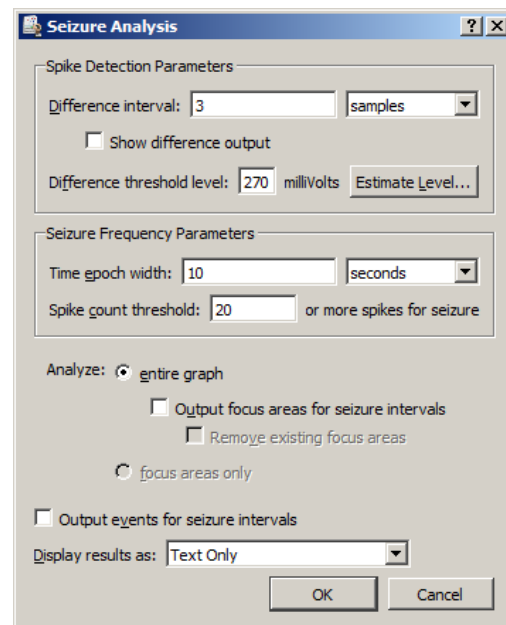 Seizure Analysis
Spike Detection Parameters
Difference interval: 3 samples
Show difference output
Difference threshold level: 270 milliVolts Estimate Level...
Seizure Frequency Parameters
Time epoch width: 10 seconds
Spike count threshold: 20 or more spikes for seizure
Analyze: entire graph
Output focus areas for seizure intervals
Remove existing focus areas
focus areas only
Output events for seizure intervals
Display results as: Text Only
OK Cancel